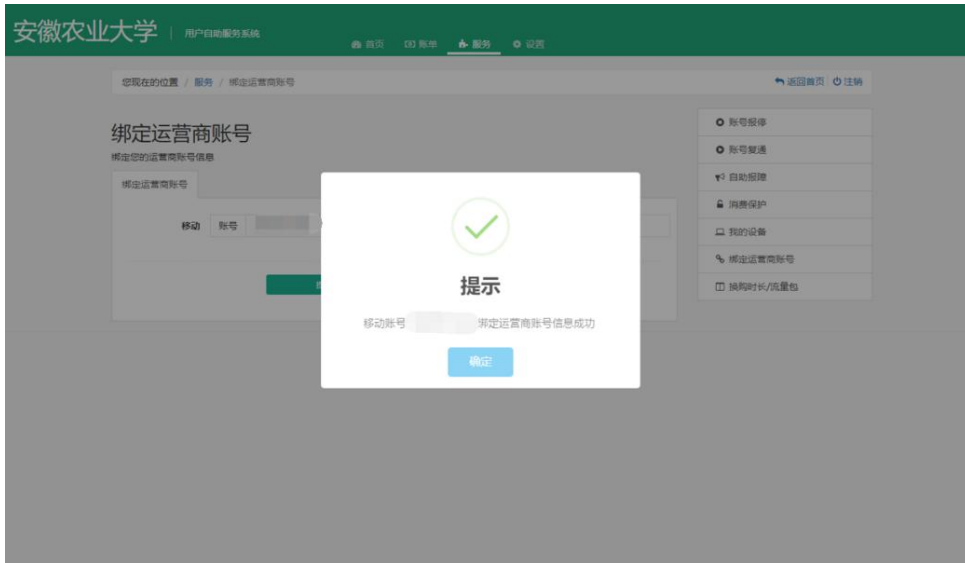 安徽农业大学 | 用户自助服务系统
首页 账单 服务 设置
您现在的位置 / 服务 / 绑定运营商账号
返回首页 注销
绑定运营商账号
绑定您的运营商账号信息
绑定运营商账号
移动 账号
提示
移动账号 绑定运营商账号信息成功
确定
账号报停
账号复通
自助报障
消费保护
我的设备
绑定运营商账号
换购时长/流量包